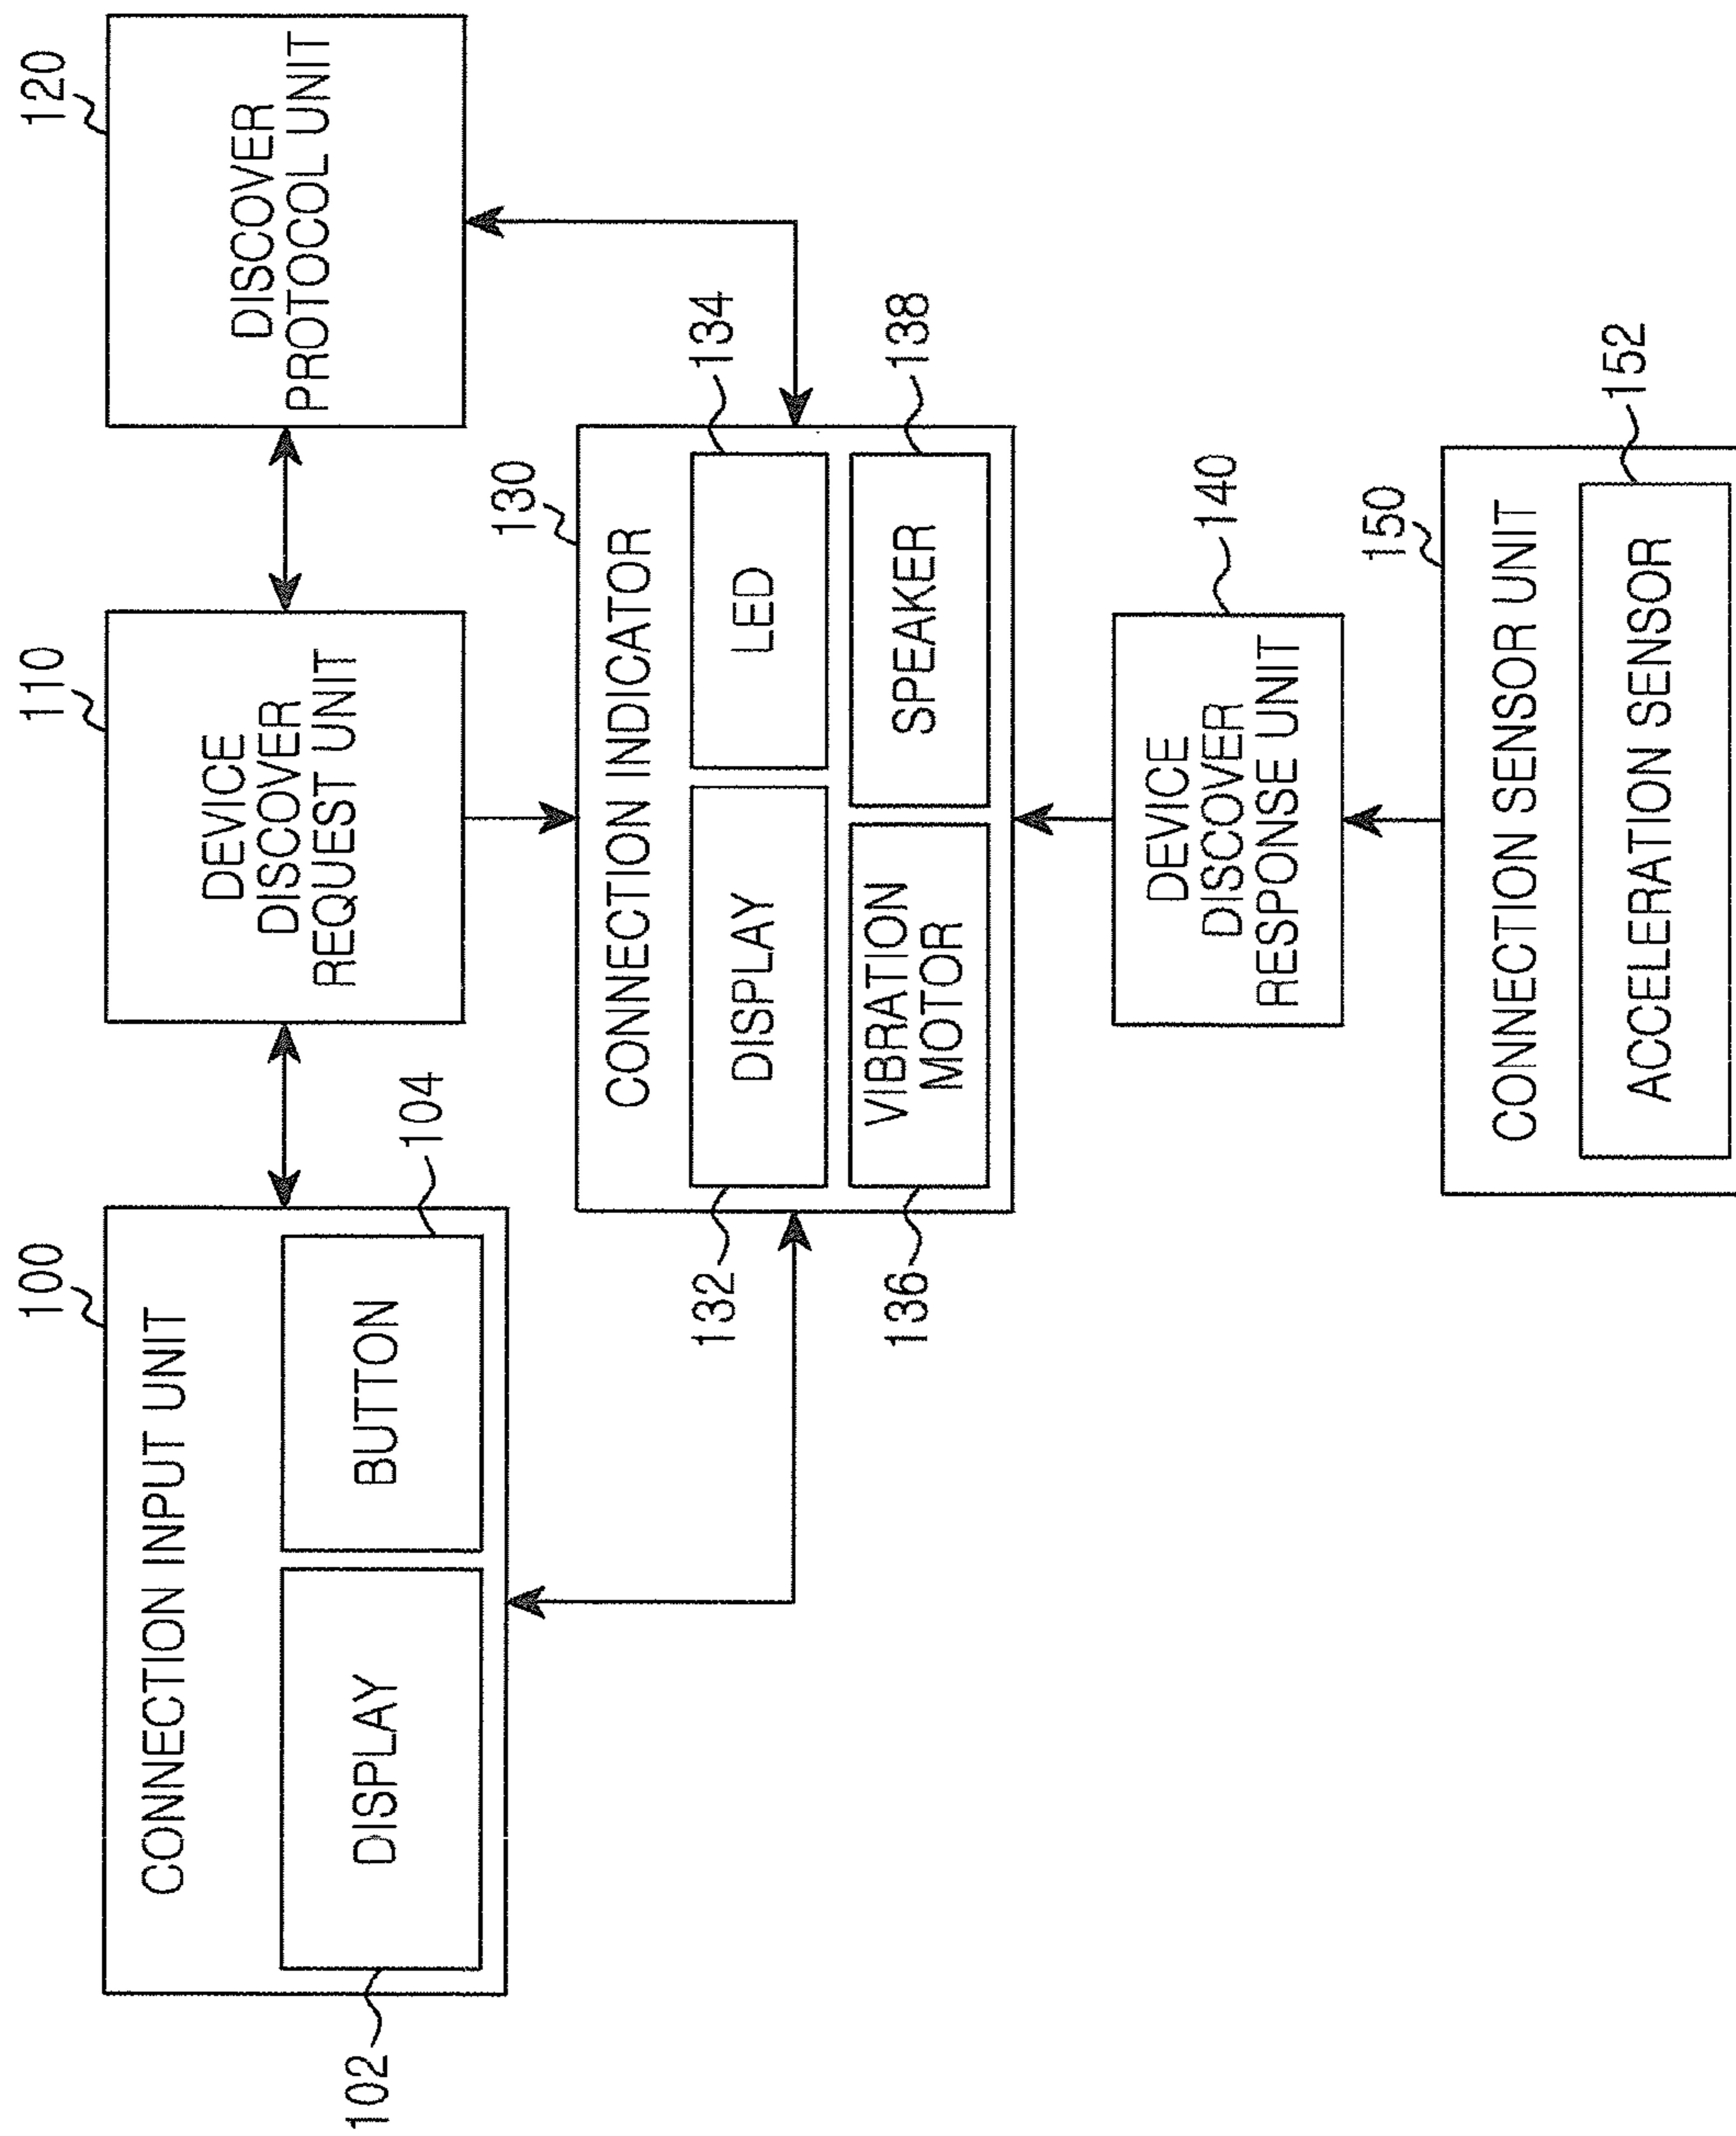 100
CONNECTION INPUT UNIT
DISPLAY
BUTTON
102
104
110
DEVICE
DISCOVER
REQUEST UNIT
120
DISCOVER
PROTOCOL UNIT
130
CONNECTION INDICATOR
132
DISPLAY
LED
134
136
VIBRATION
MOTOR
SPEAKER
138
140
DEVICE
DISCOVER
RESPONSE UNIT
150
CONNECTION SENSOR UNIT
152
ACCELERATION SENSOR